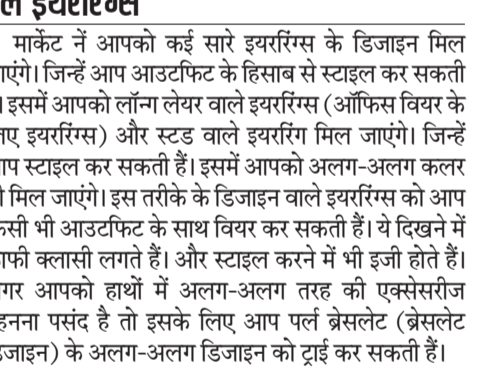 ल इयररिंग्स
मार्केट नें आपको कई सारे इयररिंग्स के डिजाइन मिल
एंगे। जिन्हें आप आउटफिट के हिसाब से स्टाइल कर सकती
। इसमें आपको लॉन्ग लेयर वाले इयररिंग्स (ऑफिस वियर के
ए इयररिंग्स) और स्टड वाले इयररिंग मिल जाएंगे। जिन्हें
प स्टाइल कर सकती हैं। इसमें आपको अलग-अलग कलर
मिल जाएंगे। इस तरीके के डिजाइन वाले इयररिंग्स को आप
सी भी आउटफिट के साथ वियर कर सकती हैं। ये दिखने में
फी क्लासी लगते हैं। और स्टाइल करने में भी इजी होते हैं।
गर आपको हाथों में अलग-अलग तरह की एक्सेसरीज
हनना पसंद है तो इसके लिए आप पर्ल ब्रेसलेट (ब्रेसलेट
जाइन) के अलग-अलग डिजाइन को ट्राई कर सकती हैं।